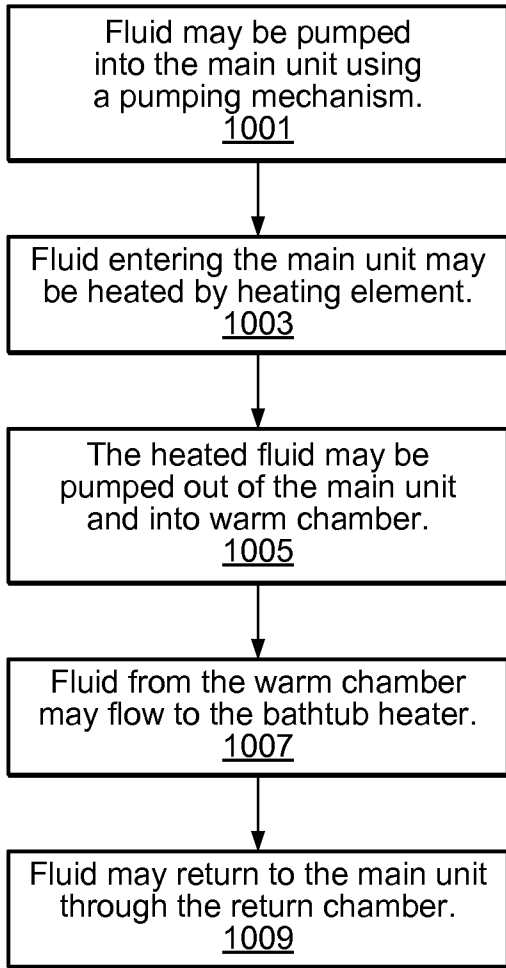 Fluid may be pumped
into the main unit using
a pumping mechanism.
1001
Fluid entering the main unit may
be heated by heating element.
1003
The heated fluid may be
pumped out of the main unit
and into warm chamber.
1005
Fluid from the warm chamber
may flow to the bathtub heater.
1007
Fluid may return to the main unit
through the return chamber.
1009